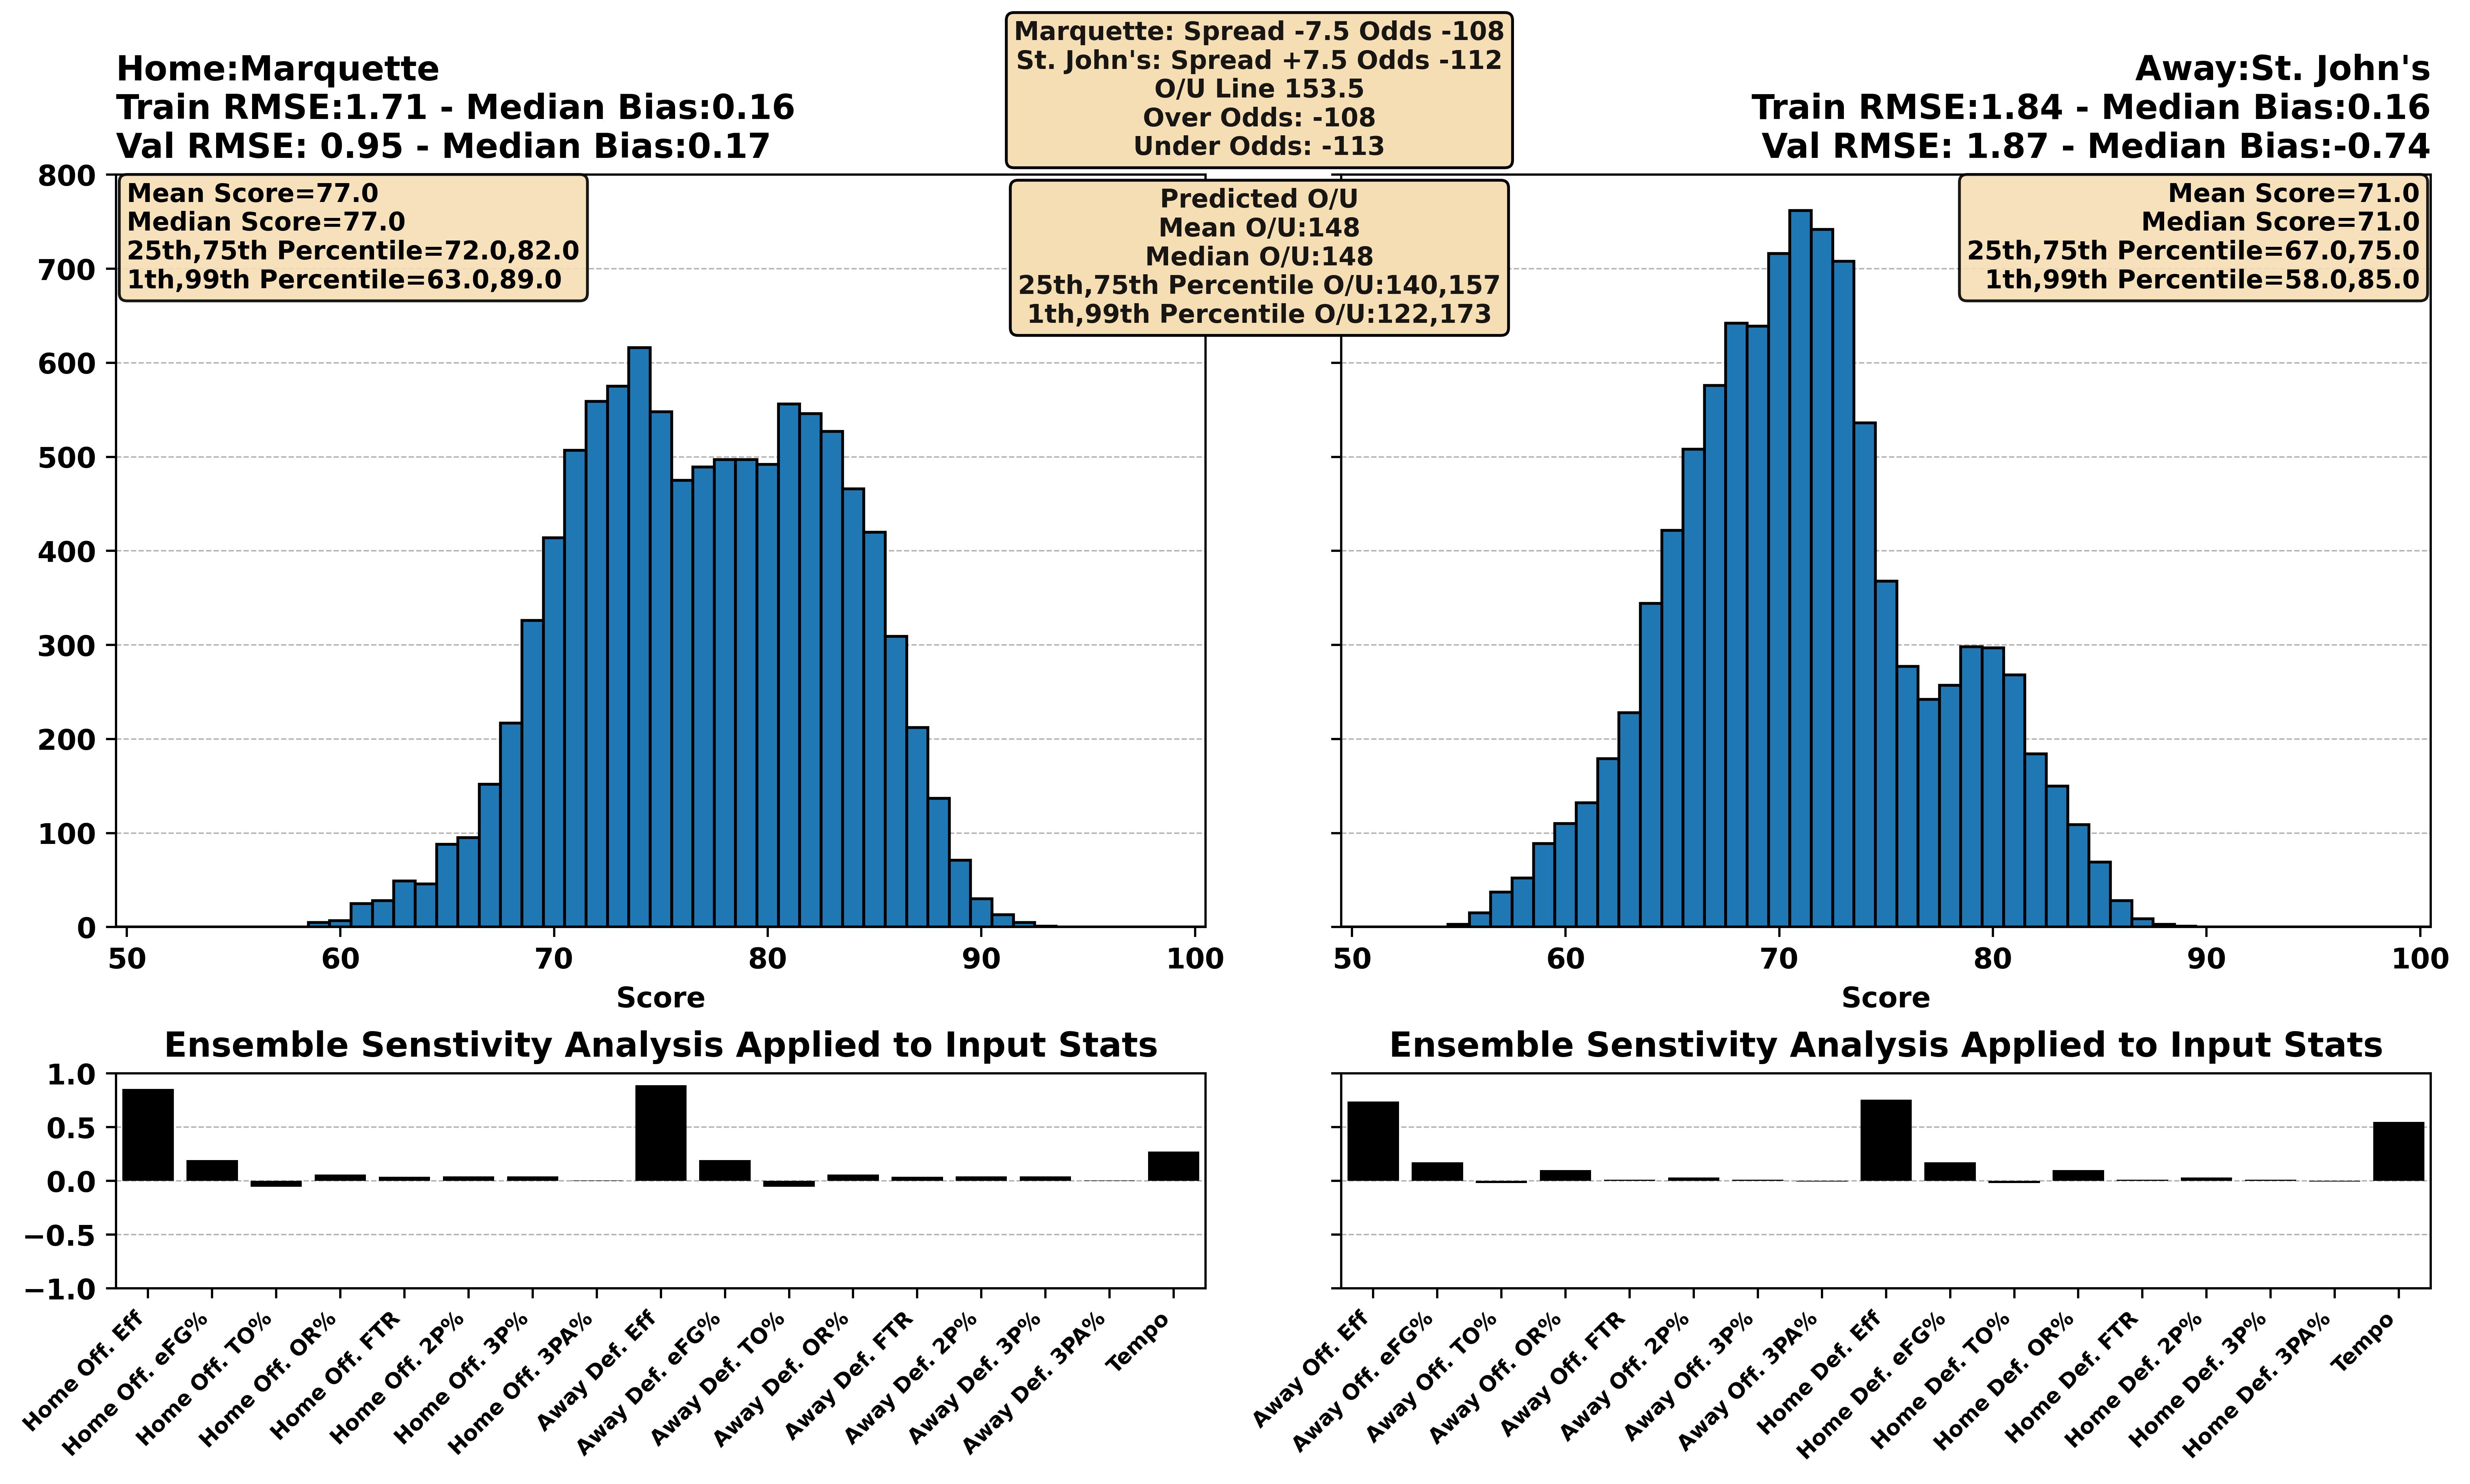 Marquette: Spread -7.5 Odds -108
St. John's: Spread +7.5 Odds -112
O/U Line 153.5
Over Odds: -108
Under Odds: -113
Home:Marquette
Train RMSE:1.71 - Median Bias:0.16
Val RMSE: 0.95 - Median Bias:0.17
Away:St. John's
Train RMSE:1.84 - Median Bias:0.16
Val RMSE: 1.87 - Median Bias:-0.74
Mean Score=77.0
Median Score=77.0
25th,75th Percentile=72.0,82.0
1th,99th Percentile=63.0,89.0
Predicted O/U
Mean O/U:148
Median O/U:148
25th,75th Percentile O/U:140,157
1th,99th Percentile O/U:122,173
Mean Score=71.0
Median Score=71.0
25th,75th Percentile=67.0,75.0
1th,99th Percentile=58.0,85.0
800
700
600
500
400
300
200
100
0
50 60 70 80 90 100
Score
50 60 70 80 90 100
Score
Ensemble Senstivity Analysis Applied to Input Stats
1.0
0.5
0.0
−0.5
−1.0
Home Off. Eff
Home Off. eFG%
Home Off. TO%
Home Off. OR%
Home Off. FTR
Home Off. 2P%
Home Off. 3P%
Home Off. 3PA%
Away Def. Eff
Away Def. eFG%
Away Def. TO%
Away Def. OR%
Away Def. FTR
Away Def. 2P%
Away Def. 3P%
Away Def. 3PA%
Tempo
Ensemble Senstivity Analysis Applied to Input Stats
Away Off. Eff
Away Off. eFG%
Away Off. TO%
Away Off. OR%
Away Off. FTR
Away Off. 2P%
Away Off. 3P%
Away Off. 3PA%
Home Def. Eff
Home Def. eFG%
Home Def. TO%
Home Def. OR%
Home Def. FTR
Home Def. 2P%
Home Def. 3P%
Home Def. 3PA%
Tempo